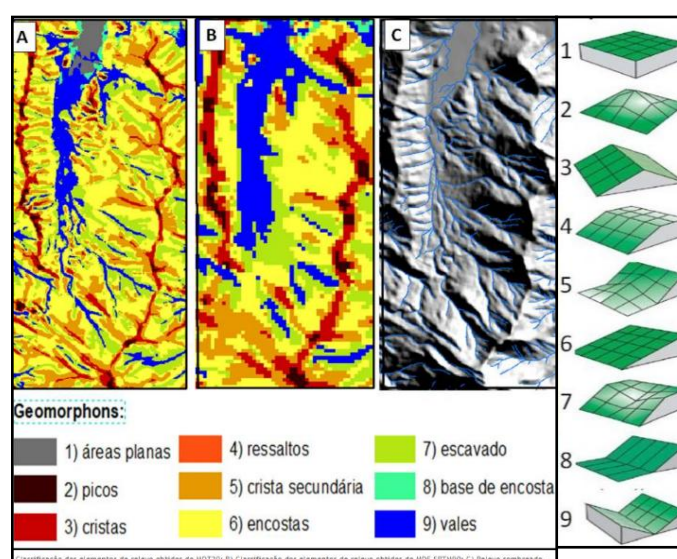 A
B
C
1
2
3
4
5
6
7
8
9
Geomorphons:
1) áreas planas
4) ressaltos
7) escavado
2) picos
5) crista secundária
8) base de encosta
3) cristas
6) encostas
9) vales